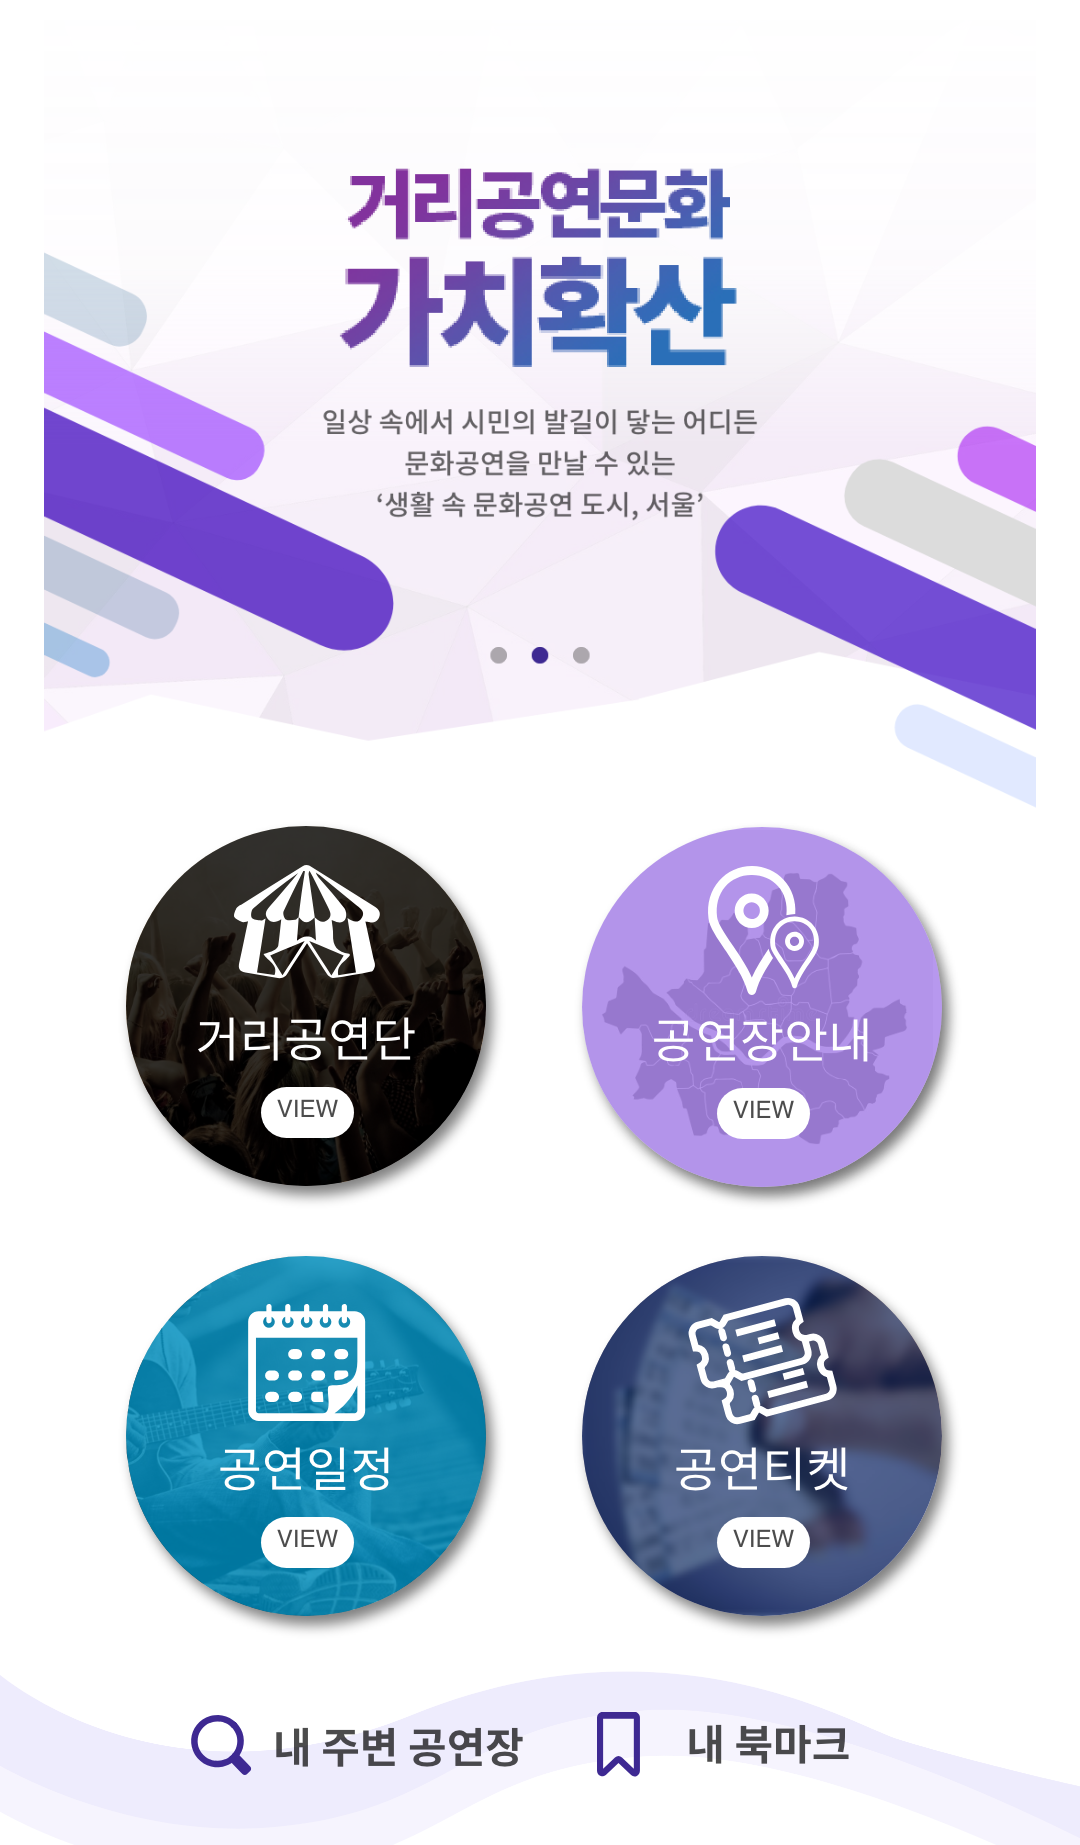 거리공연문화
가치확산
일상 속에서 시민의 발길이 닿는 어디든
문화공연을 만날 수 있는
‘생활 속 문화공연 도시, 서울’
거리공연단
VIEW
공연장안내
VIEW
공연일정
VIEW
공연티켓
VIEW
내 주변 공연장
내 북마크